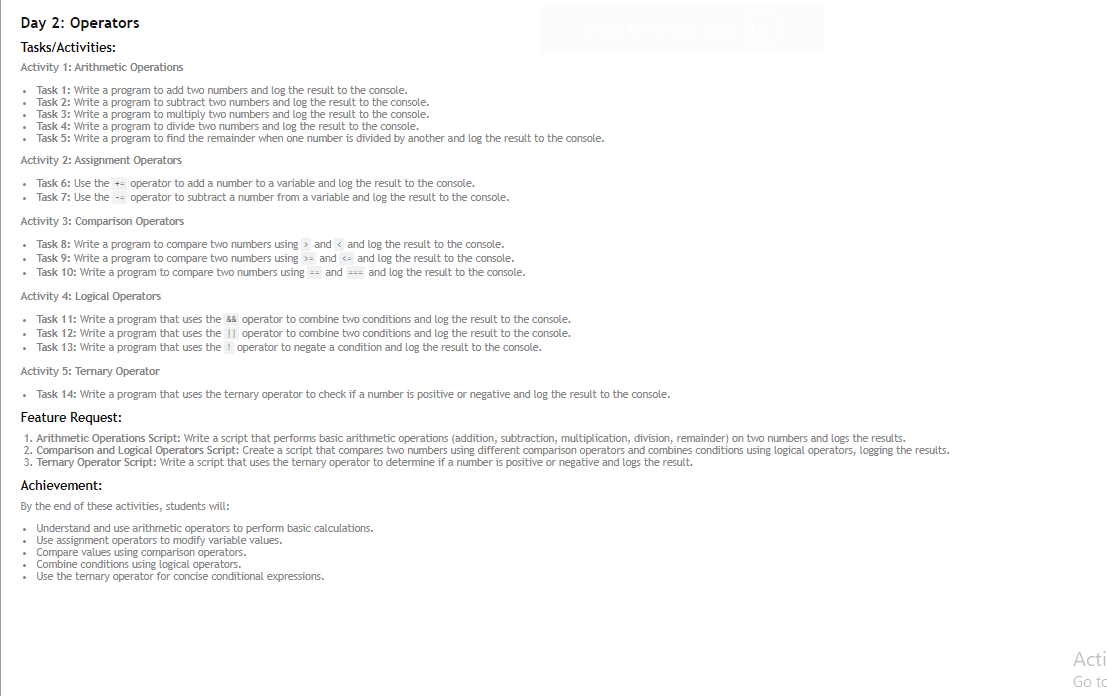 Day 2: Operators
Tasks/Activities:
Activity 1: Arithmetic Operations
• Task 1: Write a program to add two numbers and log the result to the console.
• Task 2: Write a program to subtract two numbers and log the result to the console.
• Task 3: Write a program to multiply two numbers and log the result to the console.
• Task 4: Write a program to divide two numbers and log the result to the console.
• Task 5: Write a program to find the remainder when one number is divided by another and log the result to the console.
Activity 2: Assignment Operators
• Task 6: Use the += operator to add a number to a variable and log the result to the console.
• Task 7: Use the -= operator to subtract a number from a variable and log the result to the console.
Activity 3: Comparison Operators
• Task 8: Write a program to compare two numbers using > and < and log the result to the console.
• Task 9: Write a program to compare two numbers using >= and <= and log the result to the console.
• Task 10: Write a program to compare two numbers using == and === and log the result to the console.
Activity 4: Logical Operators
• Task 11: Write a program that uses the && operator to combine two conditions and log the result to the console.
• Task 12: Write a program that uses the || operator to combine two conditions and log the result to the console.
• Task 13: Write a program that uses the ! operator to negate a condition and log the result to the console.
Activity 5: Ternary Operator
• Task 14: Write a program that uses the ternary operator to check if a number is positive or negative and log the result to the console.
Feature Request:
1. Arithmetic Operations Script: Write a script that performs basic arithmetic operations (addition, subtraction, multiplication, division, remainder) on two numbers and logs the results.
2. Comparison and Logical Operators Script: Create a script that compares two numbers using different comparison operators and combines conditions using logical operators, logging the results.
3. Ternary Operator Script: Write a script that uses the ternary operator to determine if a number is positive or negative and logs the result.
Achievement:
By the end of these activities, students will:
• Understand and use arithmetic operators to perform basic calculations.
• Use assignment operators to modify variable values.
• Compare values using comparison operators.
• Combine conditions using logical operators.
• Use the ternary operator for concise conditional expressions.
Acti
Go to